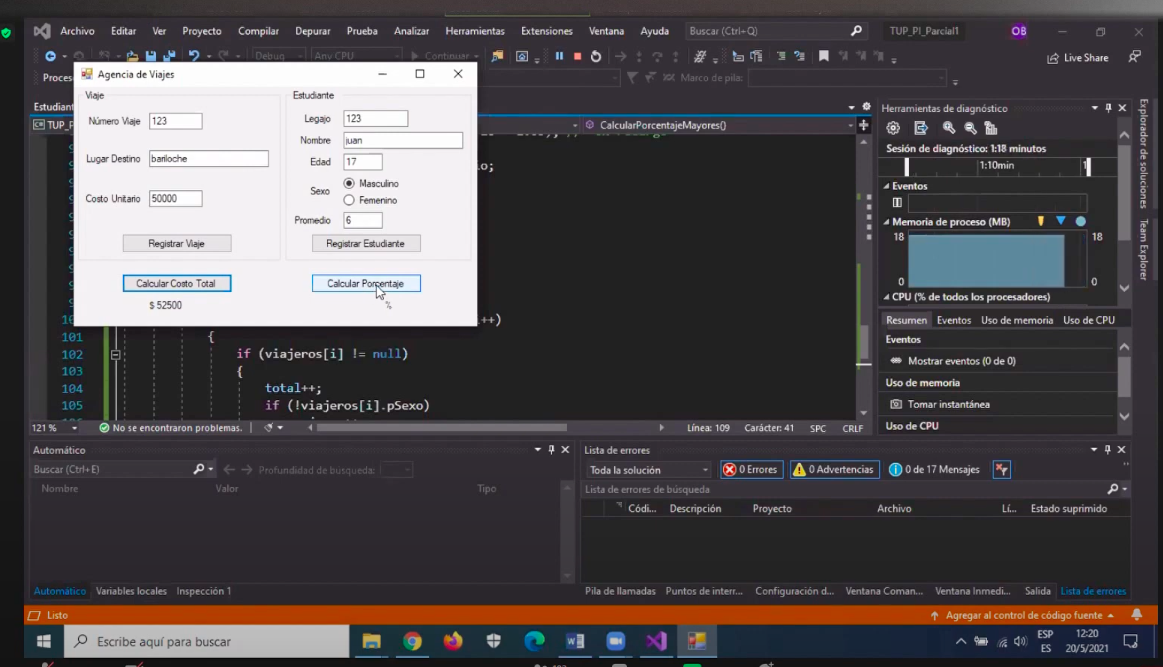 Archivo Editar Ver Proyecto Compilar Depurar Prueba Analizar Herramientas Extensiones Ventana Ayuda Buscar (Ctrl+Q) TUP_PI_Parcial1 OB
Debug Any CPU Continuar Live Share
Proces Marco de pila:
Agencia de Viajes
Viaje
Número Viaje 123
Lugar Destino bariloche
Costo Unitario 50000
Registrar Viaje
Calcular Costo Total
$ 52500
Estudiante
Legajo 123
Nombre juan
Edad 17
Sexo Masculino
Femenino
Promedio 6
Registrar Estudiante
Calcular Porcentaje
%
Estudian
TUP_P CalcularPorcentajeMayores()
io;
++)
101 {
102 if (viajeros[i] != null)
103 {
104 total++;
105 if (!viajeros[i].pSexo)
121 % No se encontraron problemas. Línea: 109 Carácter: 41 SPC CRLF
Herramientas de diagnóstico
Sesión de diagnóstico: 1:18 minutos
1:10min
Eventos
Memoria de proceso (MB)
18 18
0 0
CPU (% de todos los procesadores)
Resumen Eventos Uso de memoria Uso de CPU
Eventos
Mostrar eventos (0 de 0)
Uso de memoria
Tomar instantánea
Uso de CPU
Explorador de soluciones
Team Explorer
Automático
Buscar (Ctrl+E) Profundidad de búsqueda:
Nombre Valor Tipo
Automático Variables locales Inspección 1
Lista de errores
Toda la solución 0 Errores 0 Advertencias 0 de 17 Mensajes
Lista de errores de búsqueda
Códi... Descripción Proyecto Archivo Lí... Estado suprimido
Pila de llamadas Puntos de interr... Configuración d... Ventana Coman... Ventana Inmedi... Salida Lista de errores
Listo Agregar al control de código fuente
Escribe aquí para buscar
ESP 12:20
ES 20/5/2021